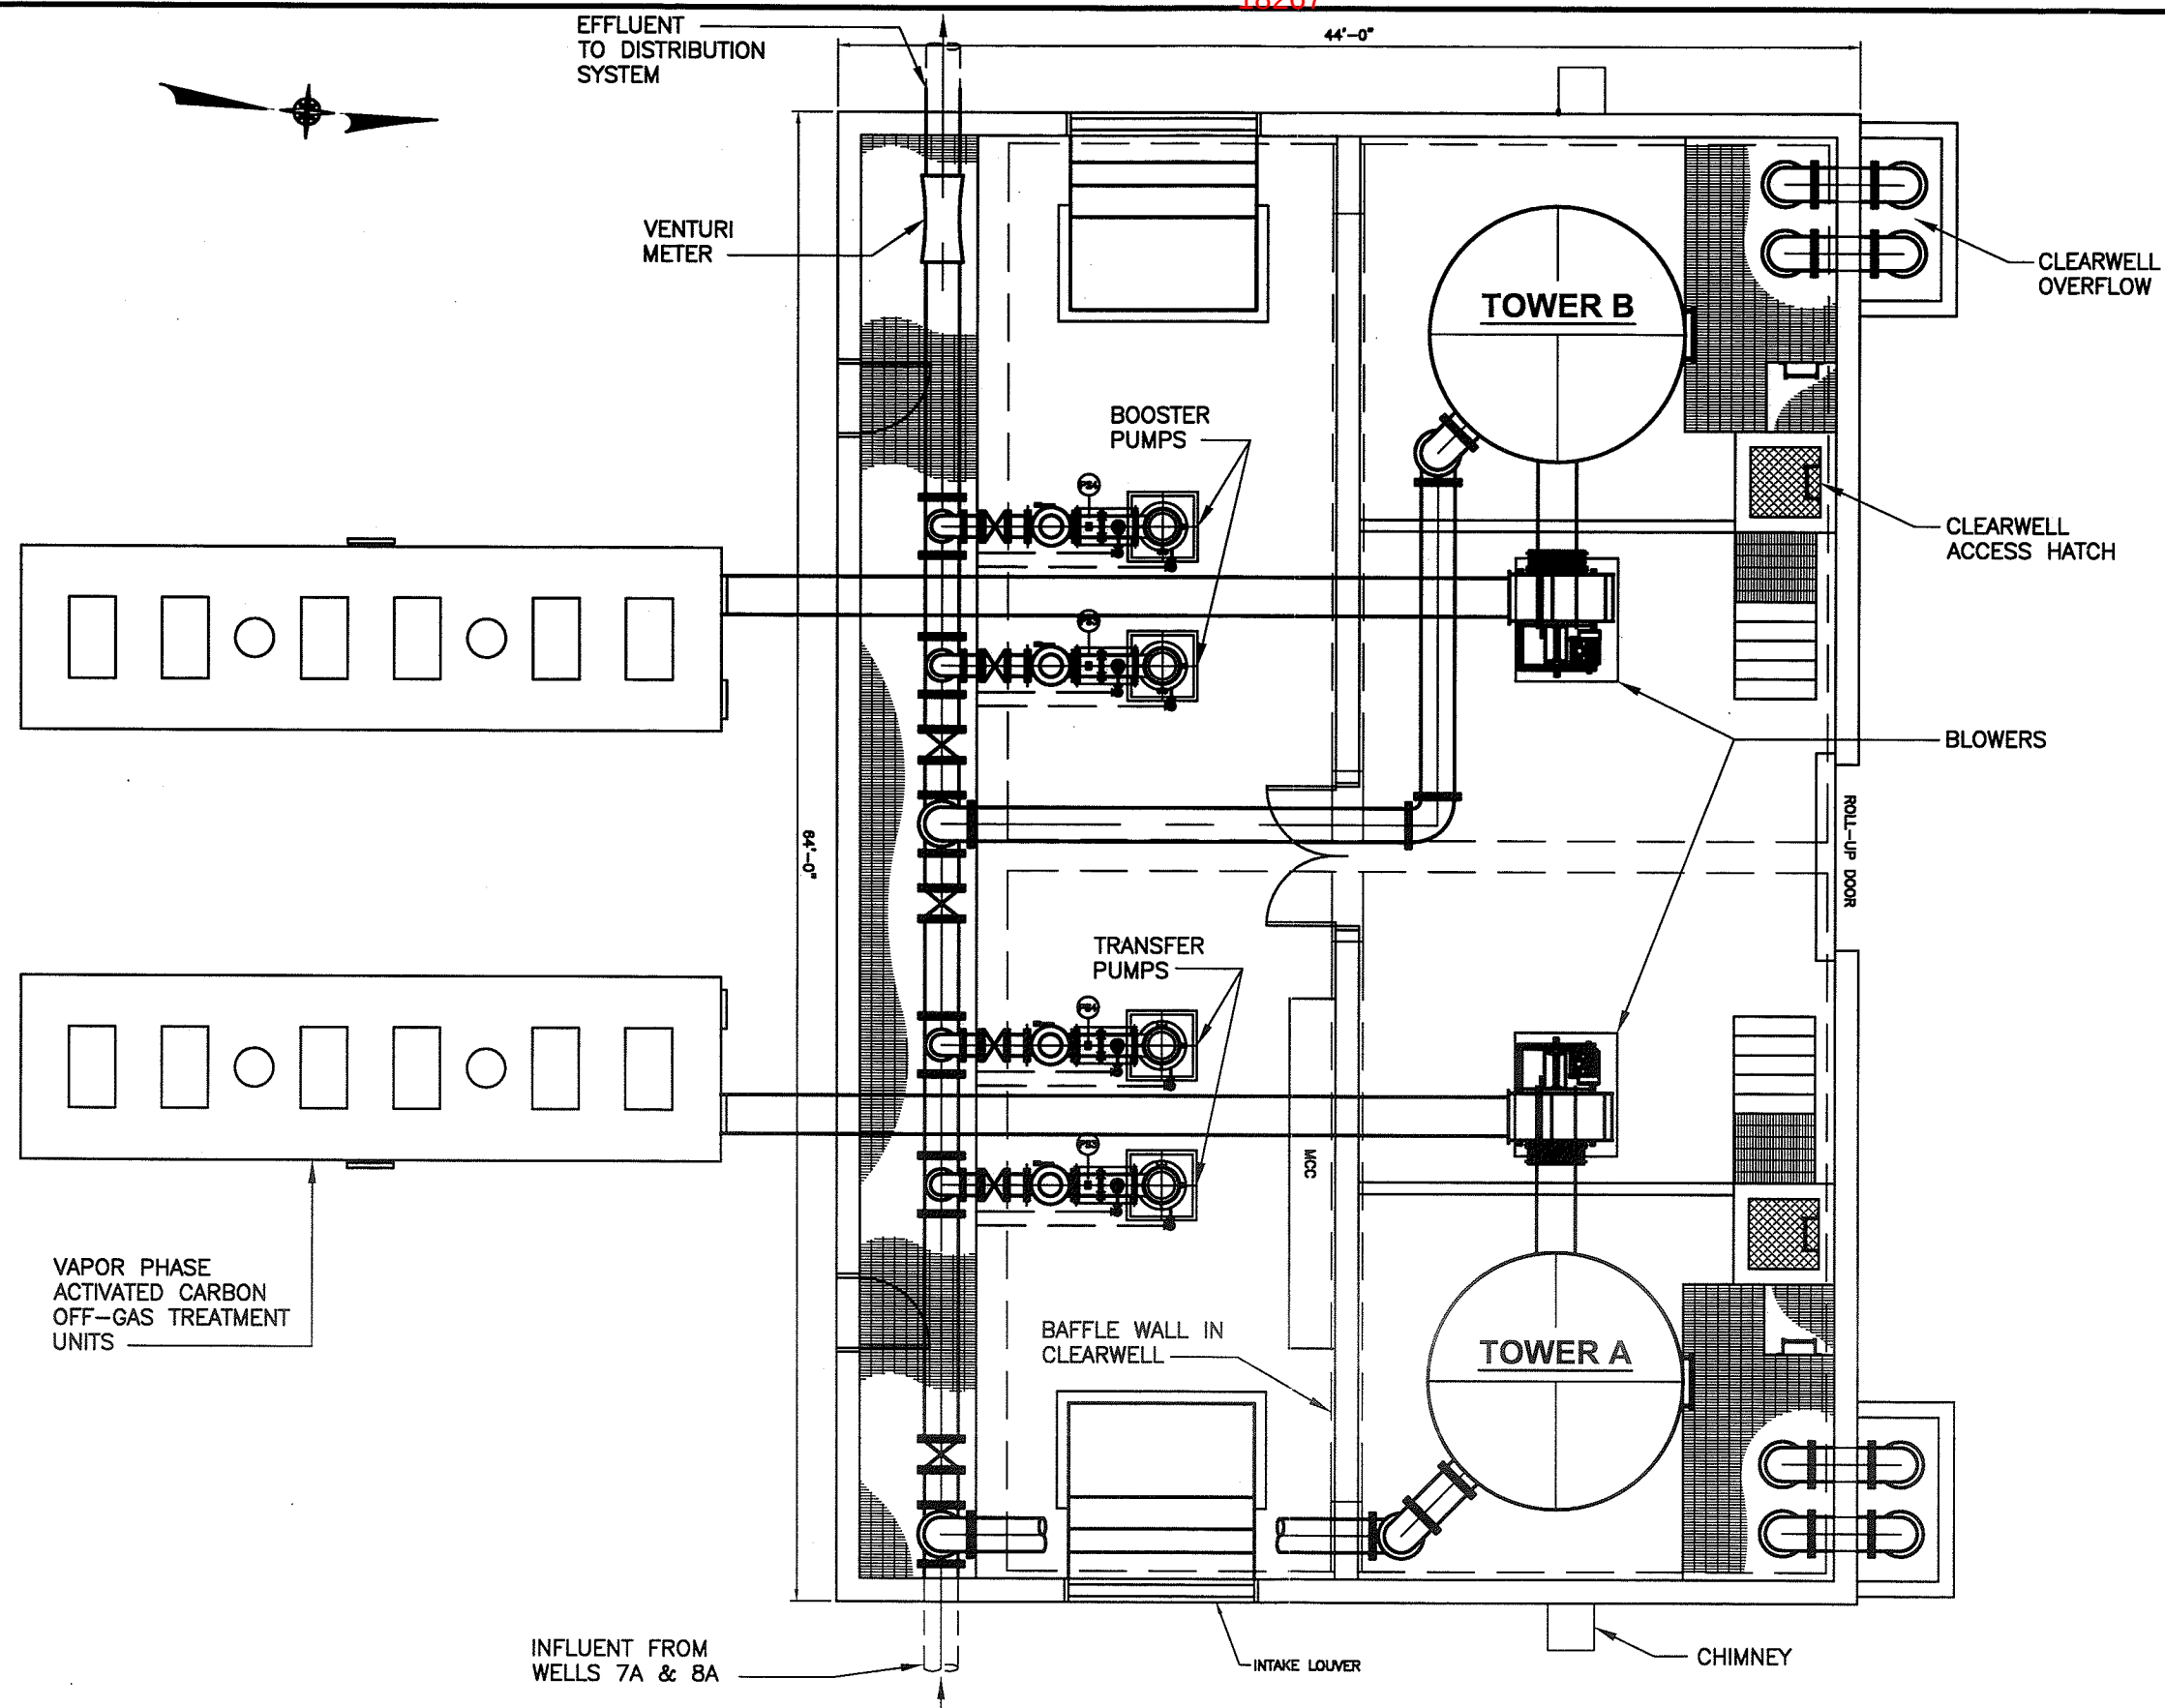 EFFLUENT
TO DISTRIBUTION
SYSTEM
44'-0"
VENTURI
METER
TOWER B
CLEARWELL
OVERFLOW
BOOSTER
PUMPS
CLEARWELL
ACCESS HATCH
BLOWERS
ROLL-UP DOOR
64'-0"
TRANSFER
PUMPS
MCC
VAPOR PHASE
ACTIVATED CARBON
OFF-GAS TREATMENT
UNITS
BAFFLE WALL IN
CLEARWELL
TOWER A
INFLUENT FROM
WELLS 7A & 8A
INTAKE LOUVER
CHIMNEY